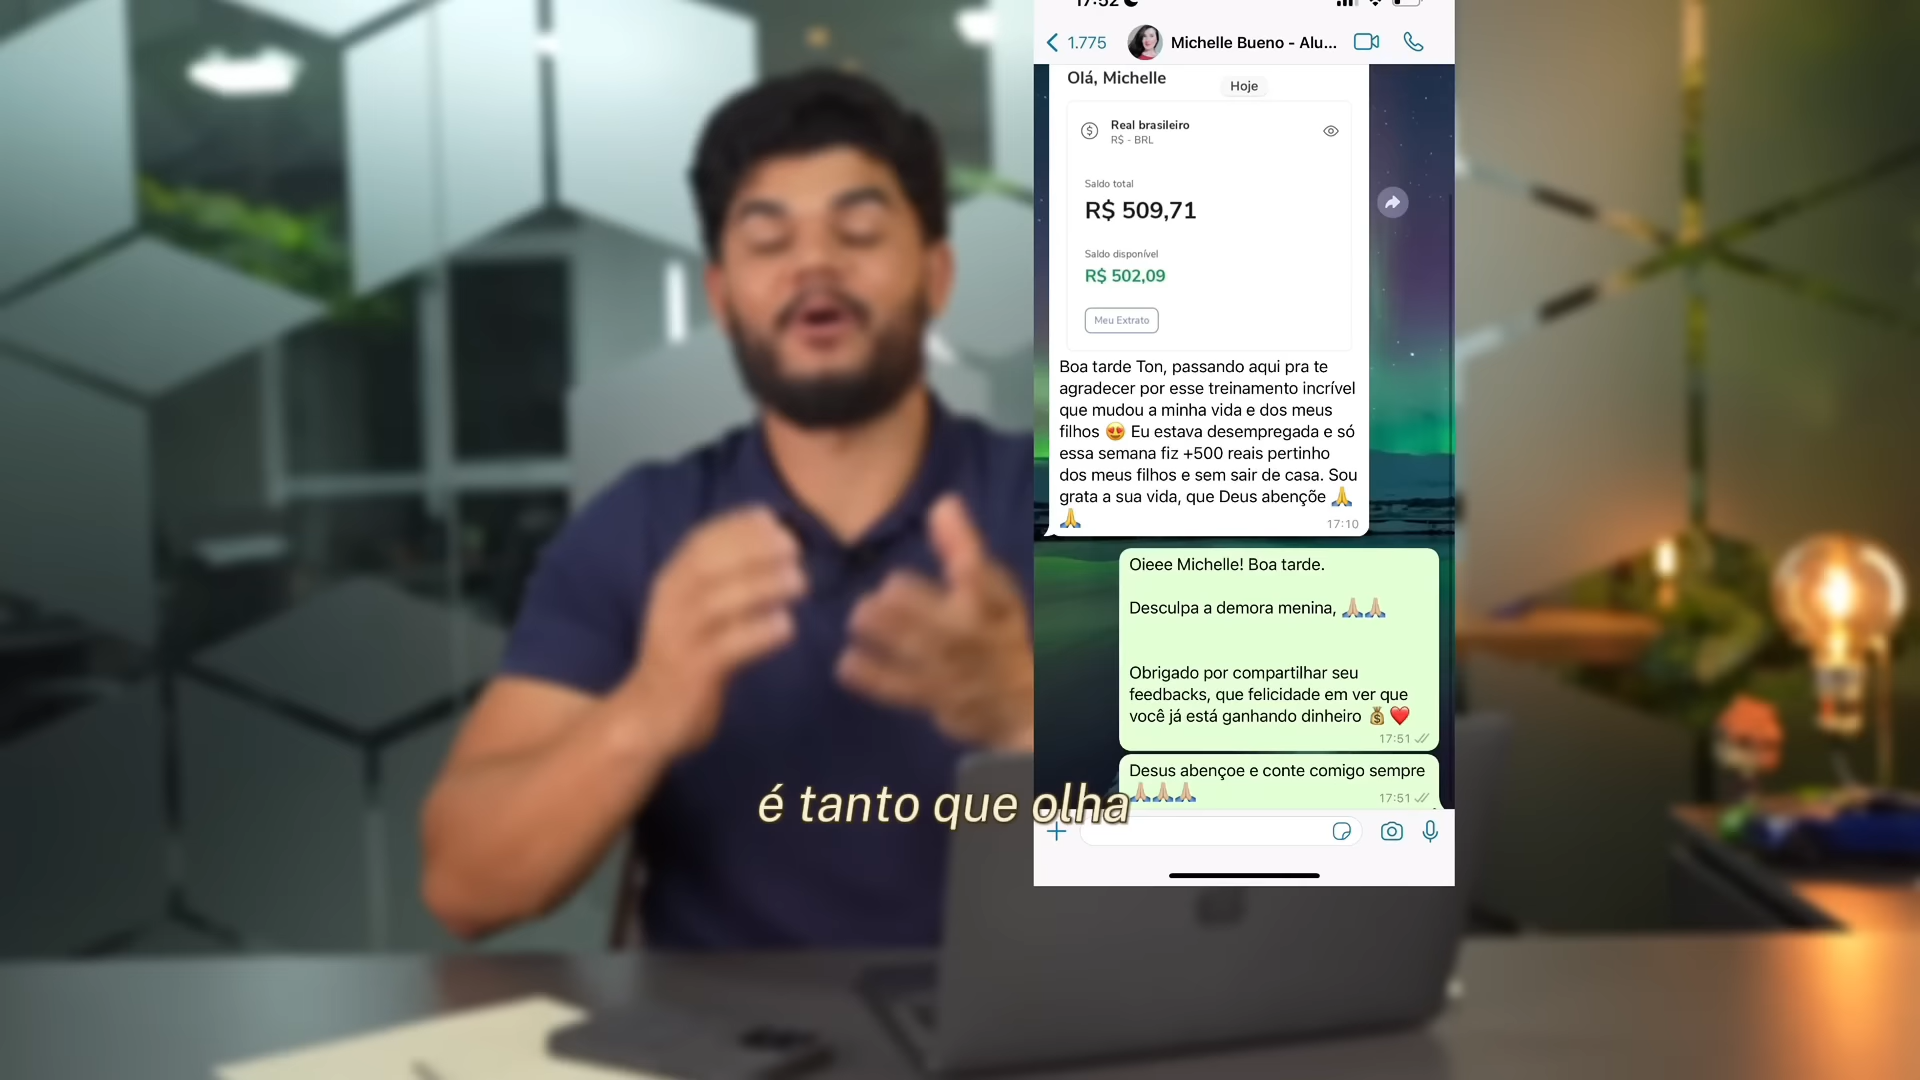 17:52
1.775
Michelle Bueno - Alu...
Olá, Michelle
Hoje
Real brasileiro
R$ - BRL
Saldo total
R$ 509,71
Saldo disponível
R$ 502,09
Meu Extrato
Boa tarde Ton, passando aqui pra te
agradecer por esse treinamento incrível
que mudou a minha vida e dos meus
filhos 😍 Eu estava desempregada e só
essa semana fiz +500 reais pertinho
dos meus filhos e sem sair de casa. Sou
grata a sua vida, que Deus abenções 🙏
🙏
17:10
Oieee Michelle! Boa tarde.
Desculpa a demora menina, 🙏🏼🙏🏼
Obrigado por compartilhar seu
feedbacks, que felicidade em ver que
você já está ganhando dinheiro 💰❤️
17:51
Desus abençoe e conte comigo sempre
🙏🏼🙏🏼🙏🏼
17:51
é tanto que olha